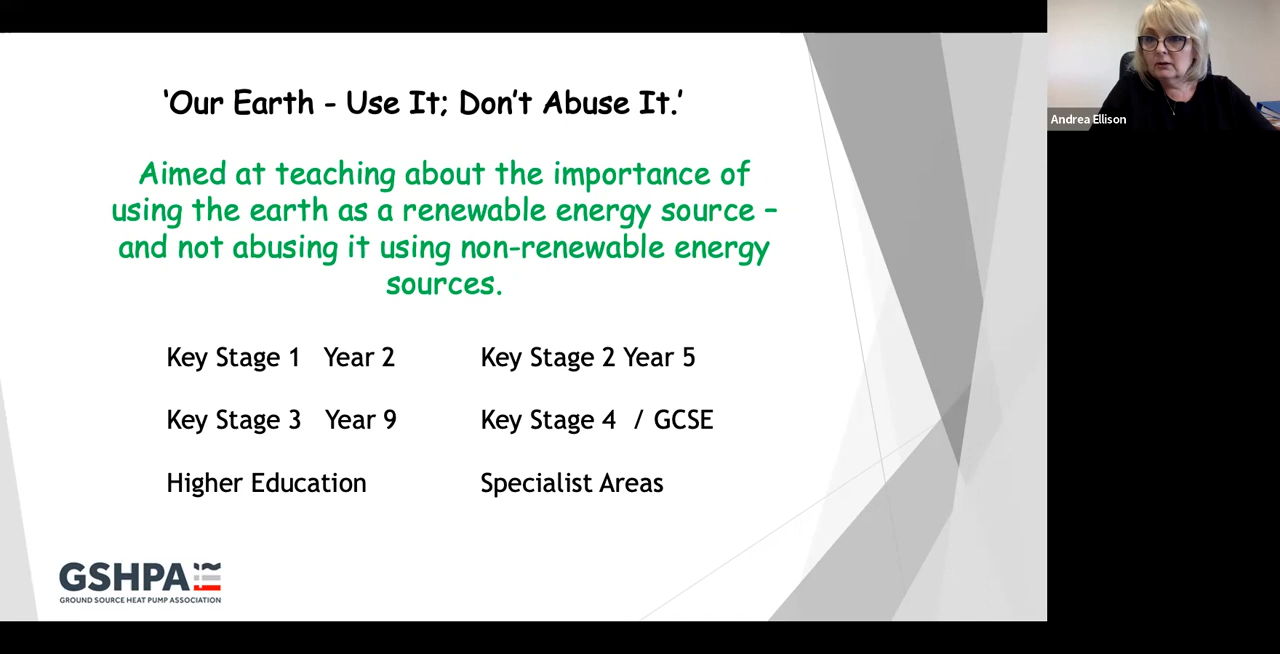 ‘Our Earth - Use It; Don’t Abuse It.’
Aimed at teaching about the importance of
using the earth as a renewable energy source –
and not abusing it using non-renewable energy
sources.
Key Stage 1 Year 2
Key Stage 2 Year 5
Key Stage 3 Year 9
Key Stage 4 / GCSE
Higher Education
Specialist Areas
GSHPA
GROUND SOURCE HEAT PUMP ASSOCIATION
Andrea Ellison